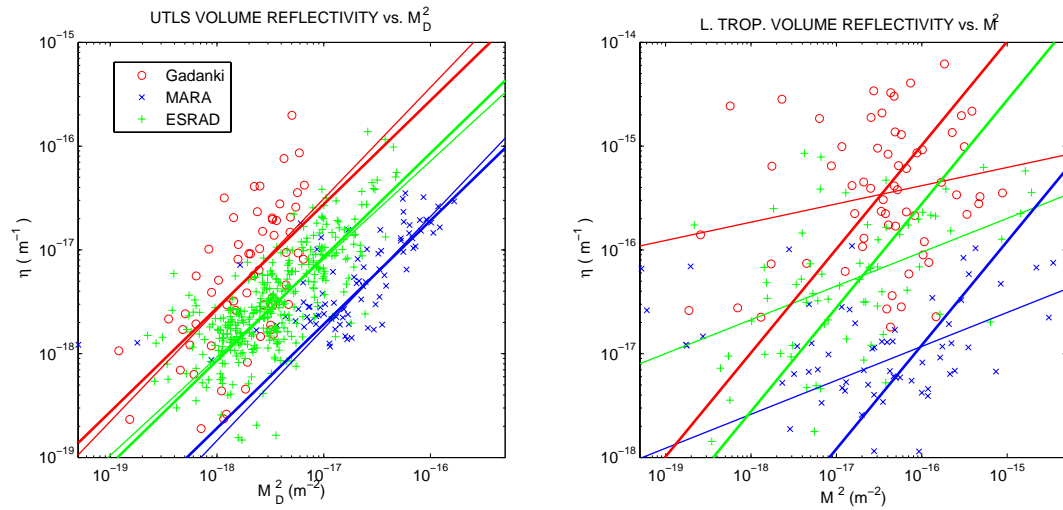 UTLS VOLUME REFLECTIVITY vs. M_D^2
10^−15
10^−16
10^−17
10^−18
10^−19
η (m^−1)
Gadanki
MARA
ESRAD
10^−19 10^−18 10^−17 10^−16
M_D^2 (m^−2)
L. TROP. VOLUME REFLECTIVITY vs. M^2
10^−14
10^−15
10^−16
10^−17
10^−18
η (m^−1)
10^−19 10^−18 10^−17 10^−16 10^−15
M^2 (m^−2)